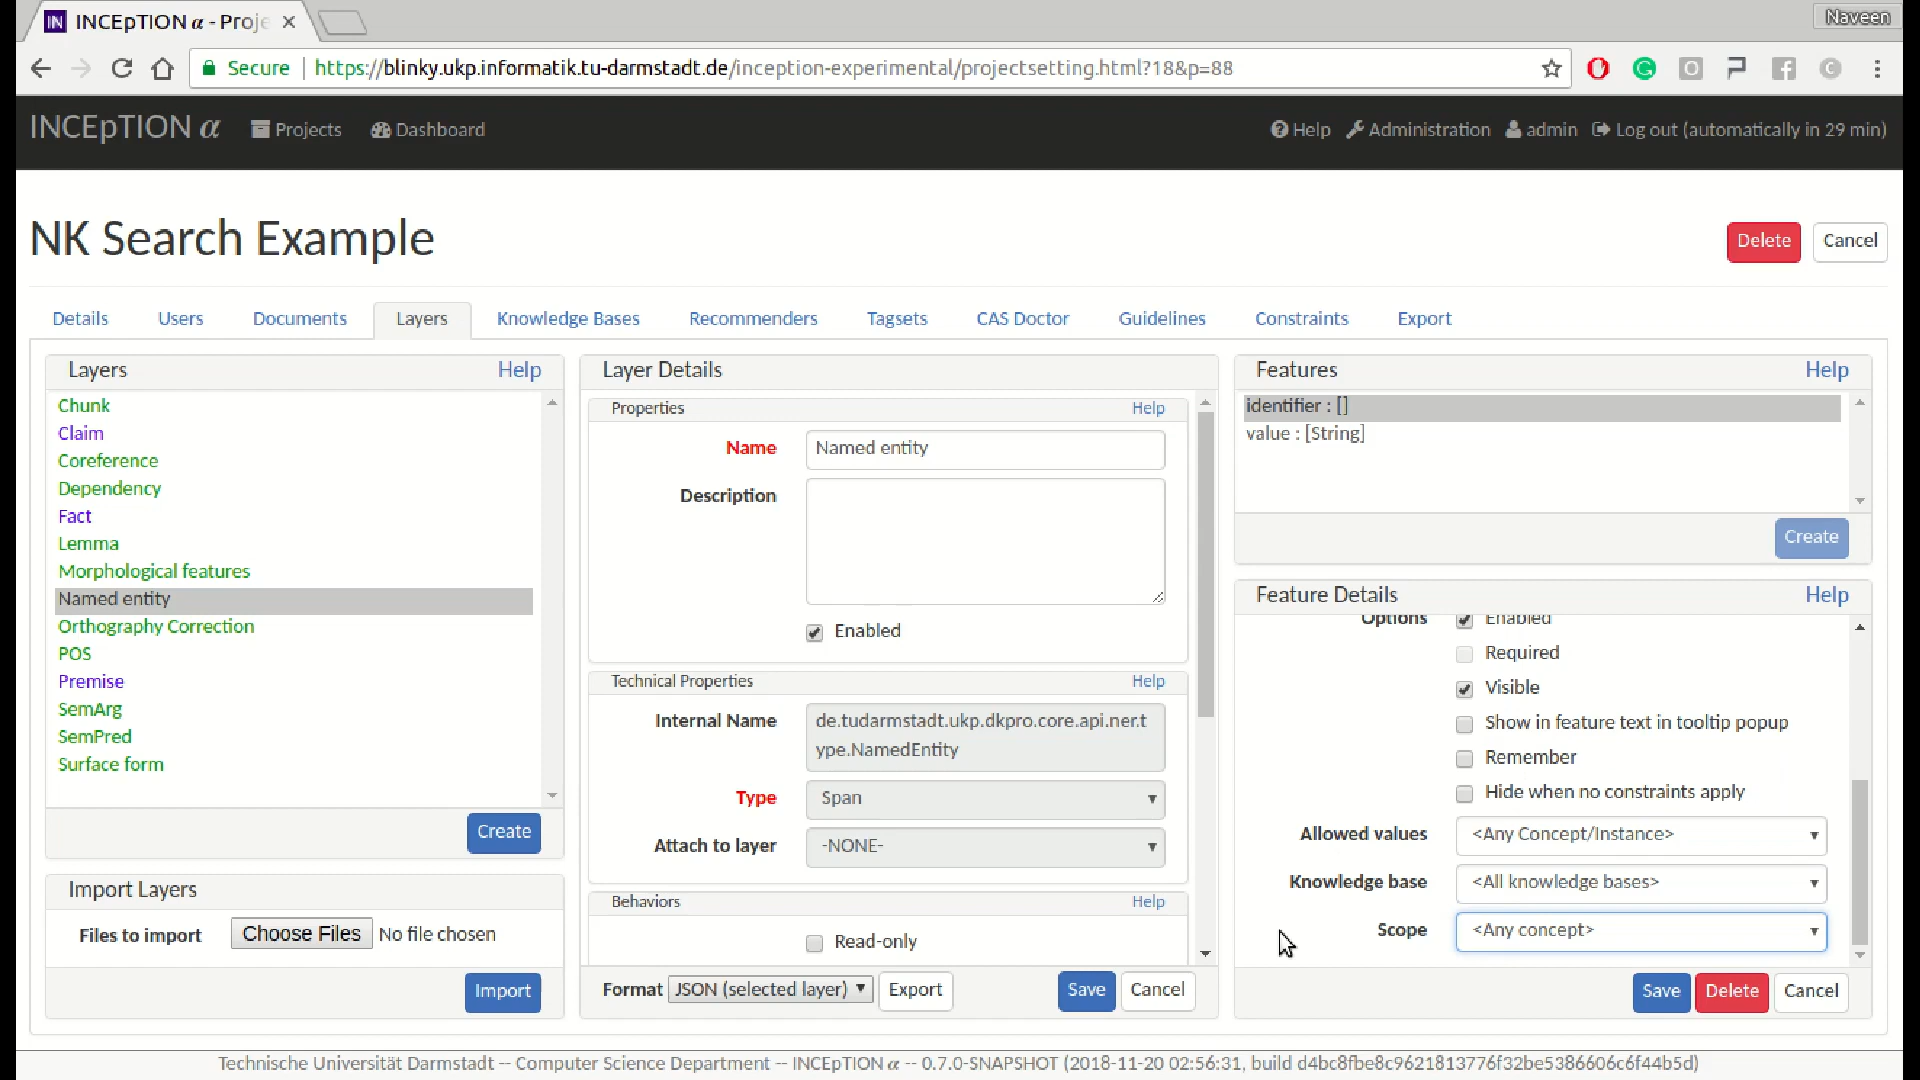 INCEpTION α - Proje
Naveen
Secure
https://blinky.ukp.informatik.tu-darmstadt.de/inception-experimental/projectsetting.html?18&p=88
INCEpTION α
Projects
Dashboard
Help
Administration
admin
Log out (automatically in 29 min)
NK Search Example
Delete
Cancel
Details
Users
Documents
Layers
Knowledge Bases
Recommenders
Tagsets
CAS Doctor
Guidelines
Constraints
Export
Layers
Help
Chunk
Claim
Coreference
Dependency
Fact
Lemma
Morphological features
Named entity
Orthography Correction
POS
Premise
SemArg
SemPred
Surface form
Create
Import Layers
Files to import
Choose Files
No file chosen
Import
Layer Details
Properties
Help
Name
Named entity
Description
Enabled
Technical Properties
Help
Internal Name
de.tudarmstadt.ukp.dkpro.core.api.ner.t
ype.NamedEntity
Type
Span
Attach to layer
-NONE-
Behaviors
Help
Read-only
Format
JSON (selected layer)
Export
Save
Cancel
Features
Help
identifier : []
value : [String]
Create
Feature Details
Help
Options
Enabled
Required
Visible
Show in feature text in tooltip popup
Remember
Hide when no constraints apply
Allowed values
<Any Concept/Instance>
Knowledge base
<All knowledge bases>
Scope
<Any concept>
Save
Delete
Cancel
Technische Universität Darmstadt -- Computer Science Department -- INCEpTION α -- 0.7.0-SNAPSHOT (2018-11-20 02:56:31, build d4bc8fbe8c9621813776f32be5386606c6f44b5d)